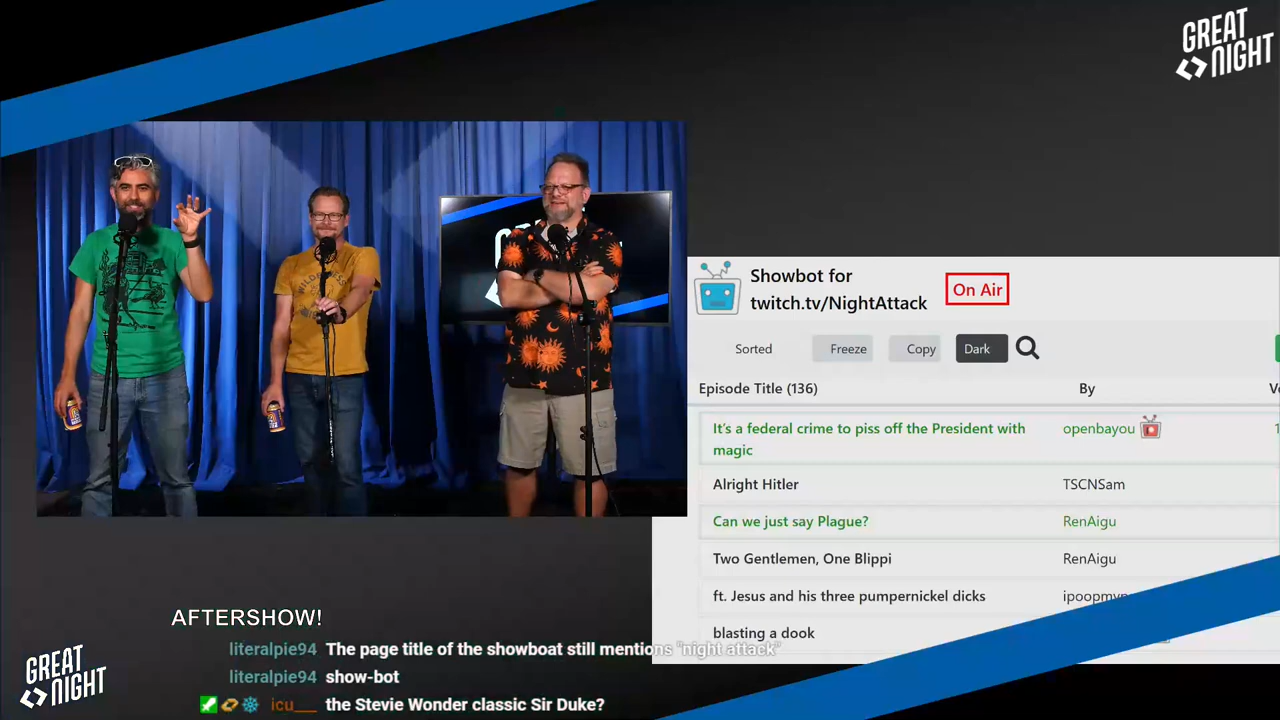 GREAT
NIGHT
Showbot for
twitch.tv/NightAttack
On Air
Sorted
Freeze
Copy
Dark
Episode Title (136)
By
It's a federal crime to piss off the President with
magic
openbayou
Alright Hitler
TSCNSam
Can we just say Plague?
RenAigu
Two Gentlemen, One Blippi
RenAigu
ft. Jesus and his three pumpernickel dicks
blasting a dook
AFTERSHOW!
literalpie94 The page title of the showboat still mentions "night attack"
literalpie94 show-bot
icu___ the Stevie Wonder classic Sir Duke?
GREAT
NIGHT